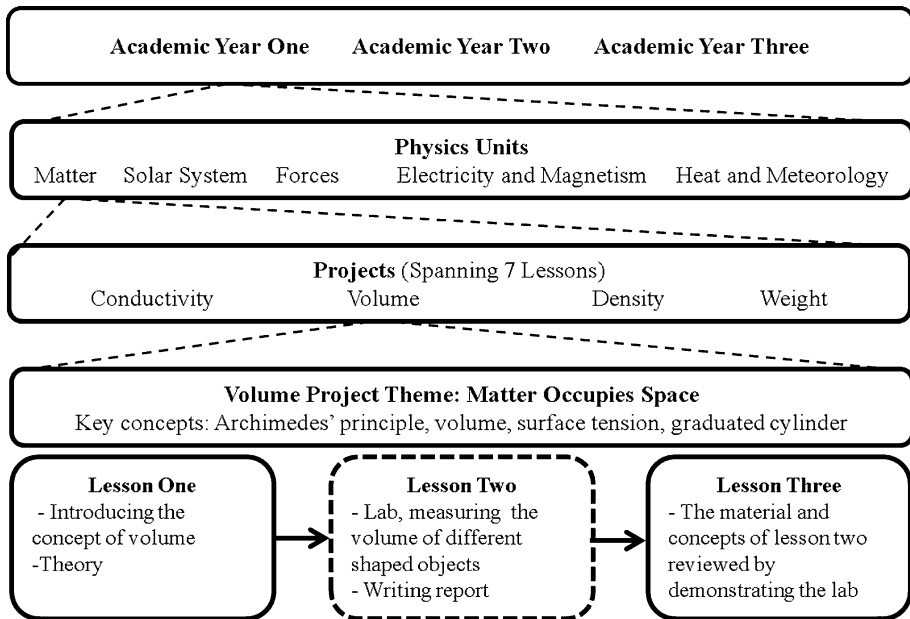 Academic Year One Academic Year Two Academic Year Three
Physics Units
Matter Solar System Forces Electricity and Magnetism Heat and Meteorology
Projects (Spanning 7 Lessons)
Conductivity Volume Density Weight
Volume Project Theme: Matter Occupies Space
Key concepts: Archimedes’ principle, volume, surface tension, graduated cylinder
Lesson One
- Introducing the
concept of volume
-Theory
Lesson Two
- Lab, measuring the
volume of different
shaped objects
- Writing report
Lesson Three
- The material and
concepts of lesson two
reviewed by
demonstrating the lab